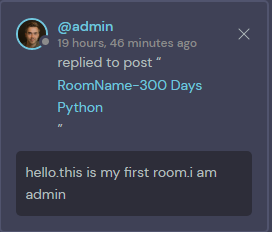 @admin
19 hours, 46 minutes ago
replied to post “
RoomName-300 Days
Python
”
hello.this is my first room.i am
admin